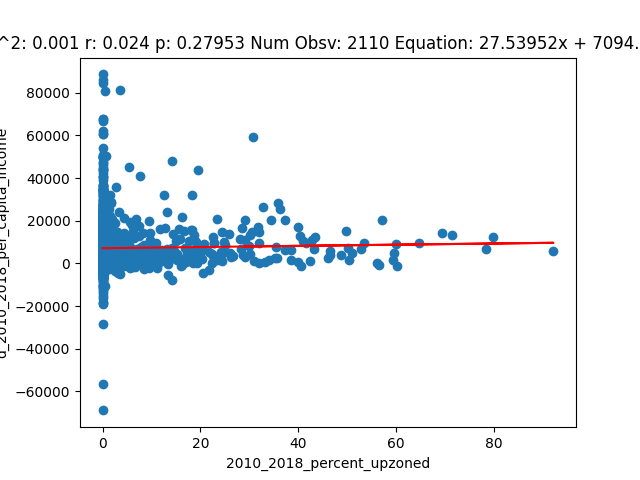 ^2: 0.001 r: 0.024 p: 0.27953 Num Obsv: 2110 Equation: 27.53952x + 7094.
80000
60000
40000
20000
0
−20000
−40000
−60000
d_2010_2018_per_capita_income
0 20 40 60 80
2010_2018_percent_upzoned